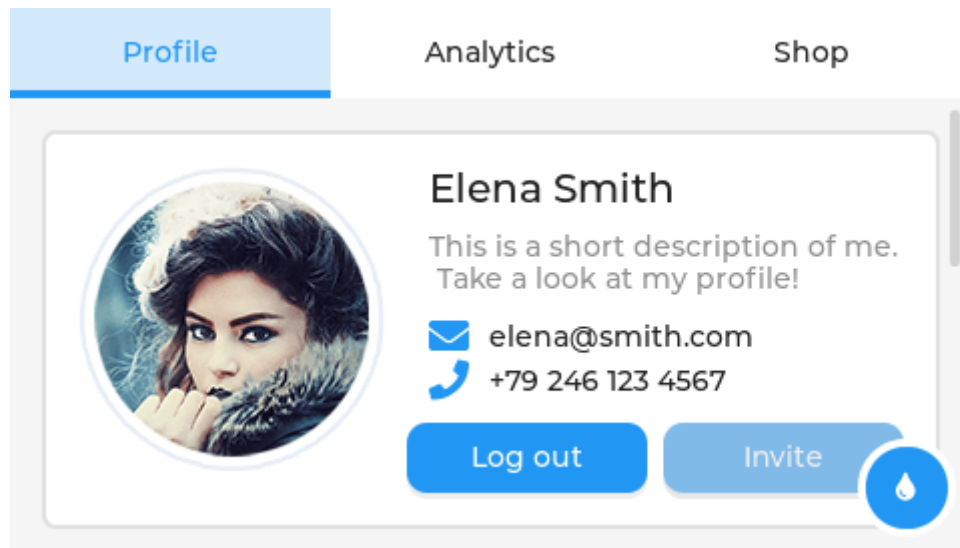 Profile
Analytics
Shop
Elena Smith
This is a short description of me.
Take a look at my profile!
elena@smith.com
+79 246 123 4567
Log out
Invite